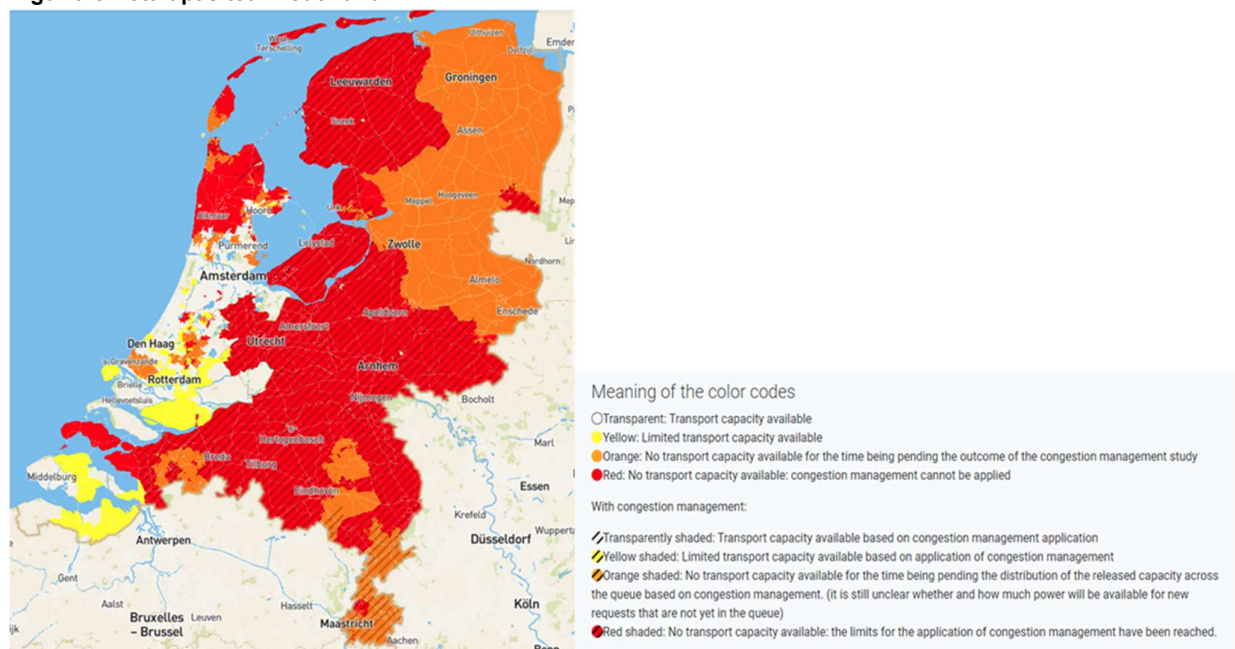 West-
Terschelling
Uithuizen
Delfzijl
Emder
Leeuwarden
Groningen
Sneek
Assen
Meppel
Hoogeveen
Mep
Alkmaar
Hoorn
Urk
Purmerend
Lelystad
Zwolle
Amsterdam
Nordhorn
Almelo
Enschede
Amersfoort
Apeldoorn
Den Haag
Utrecht
's-Gravenzande
Rotterdam
Arnhem
Brielle
Hellevoetsluis
Nijmegen
Bocholt
Hertogenbosch
Marl
Breda
Tilburg
Middelburg
Eindhoven
Essen
Krefeld
Wupperta
Antwerpen
Düsseldorf
Gent
Aalst
Hasselt
Köln
Bruxelles
– Brussel
Leuven
Maastricht
Aachen
Meaning of the color codes
Transparent: Transport capacity available
Yellow: Limited transport capacity available
Orange: No transport capacity available for the time being pending the outcome of the congestion management study
Red: No transport capacity available: congestion management cannot be applied
With congestion management:
Transparently shaded: Transport capacity available based on congestion management application
Yellow shaded: Limited transport capacity available based on application of congestion management
Orange shaded: No transport capacity available for the time being pending the distribution of the released capacity across
the queue based on congestion management. (it is still unclear whether and how much power will be available for new
requests that are not yet in the queue)
Red shaded: No transport capacity available: the limits for the application of congestion management have been reached.